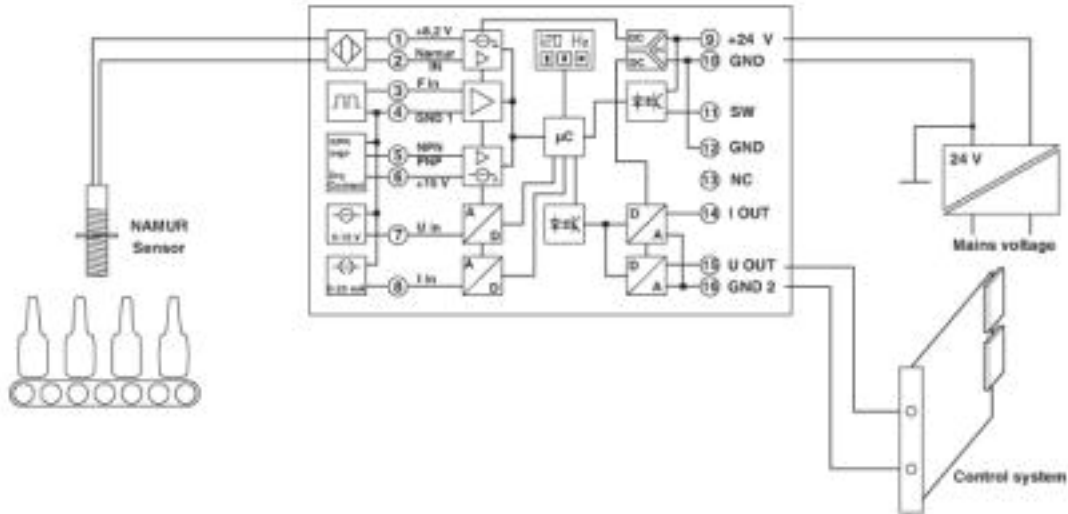 1 +8,2 V
2 Namur
IN
3 F in
4 GND 1
NPN
PNP
Dry
Contact
5 NPN
PNP
6 +15 V
0-10 V
7 U in
0-20 mA
8 I in
120 Hz
µC
A
D
A
D
DC
DC
D
A
D
A
9 +24 V
10 GND
11 SW
12 GND
13 NC
14 I OUT
15 U OUT
16 GND 2
NAMUR
Sensor
24 V
Mains voltage
Control system